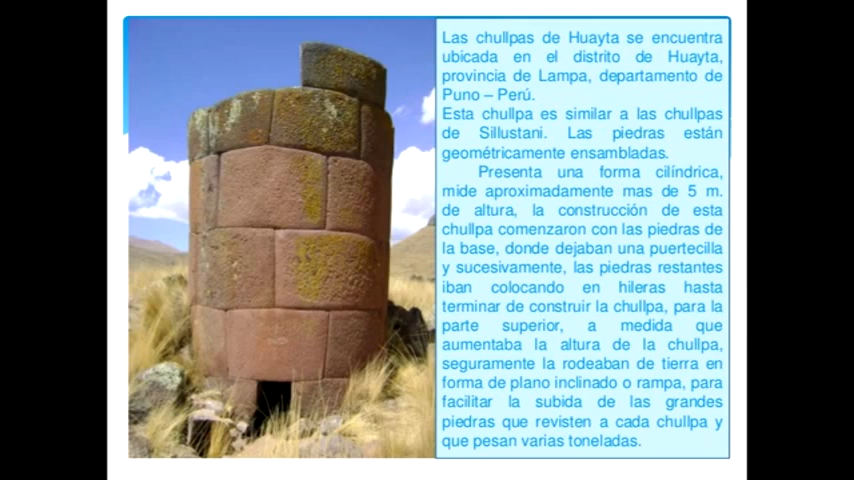 Las chullpas de Huayta se encuentra
ubicada en el distrito de Huayta,
provincia de Lampa, departamento de
Puno – Perú.
Esta chullpa es similar a las chullpas
de Sillustani. Las piedras están
geométricamente ensambladas.
Presenta una forma cilíndrica,
mide aproximadamente mas de 5 m.
de altura, la construcción de esta
chullpa comenzaron con las piedras de
la base, donde dejaban una puertecilla
y sucesivamente, las piedras restantes
iban colocando en hileras hasta
terminar de construir la chullpa, para la
parte superior, a medida que
aumentaba la altura de la chullpa,
seguramente la rodeaban de tierra en
forma de plano inclinado o rampa, para
facilitar la subida de las grandes
piedras que revisten a cada chullpa y
que pesan varias toneladas.